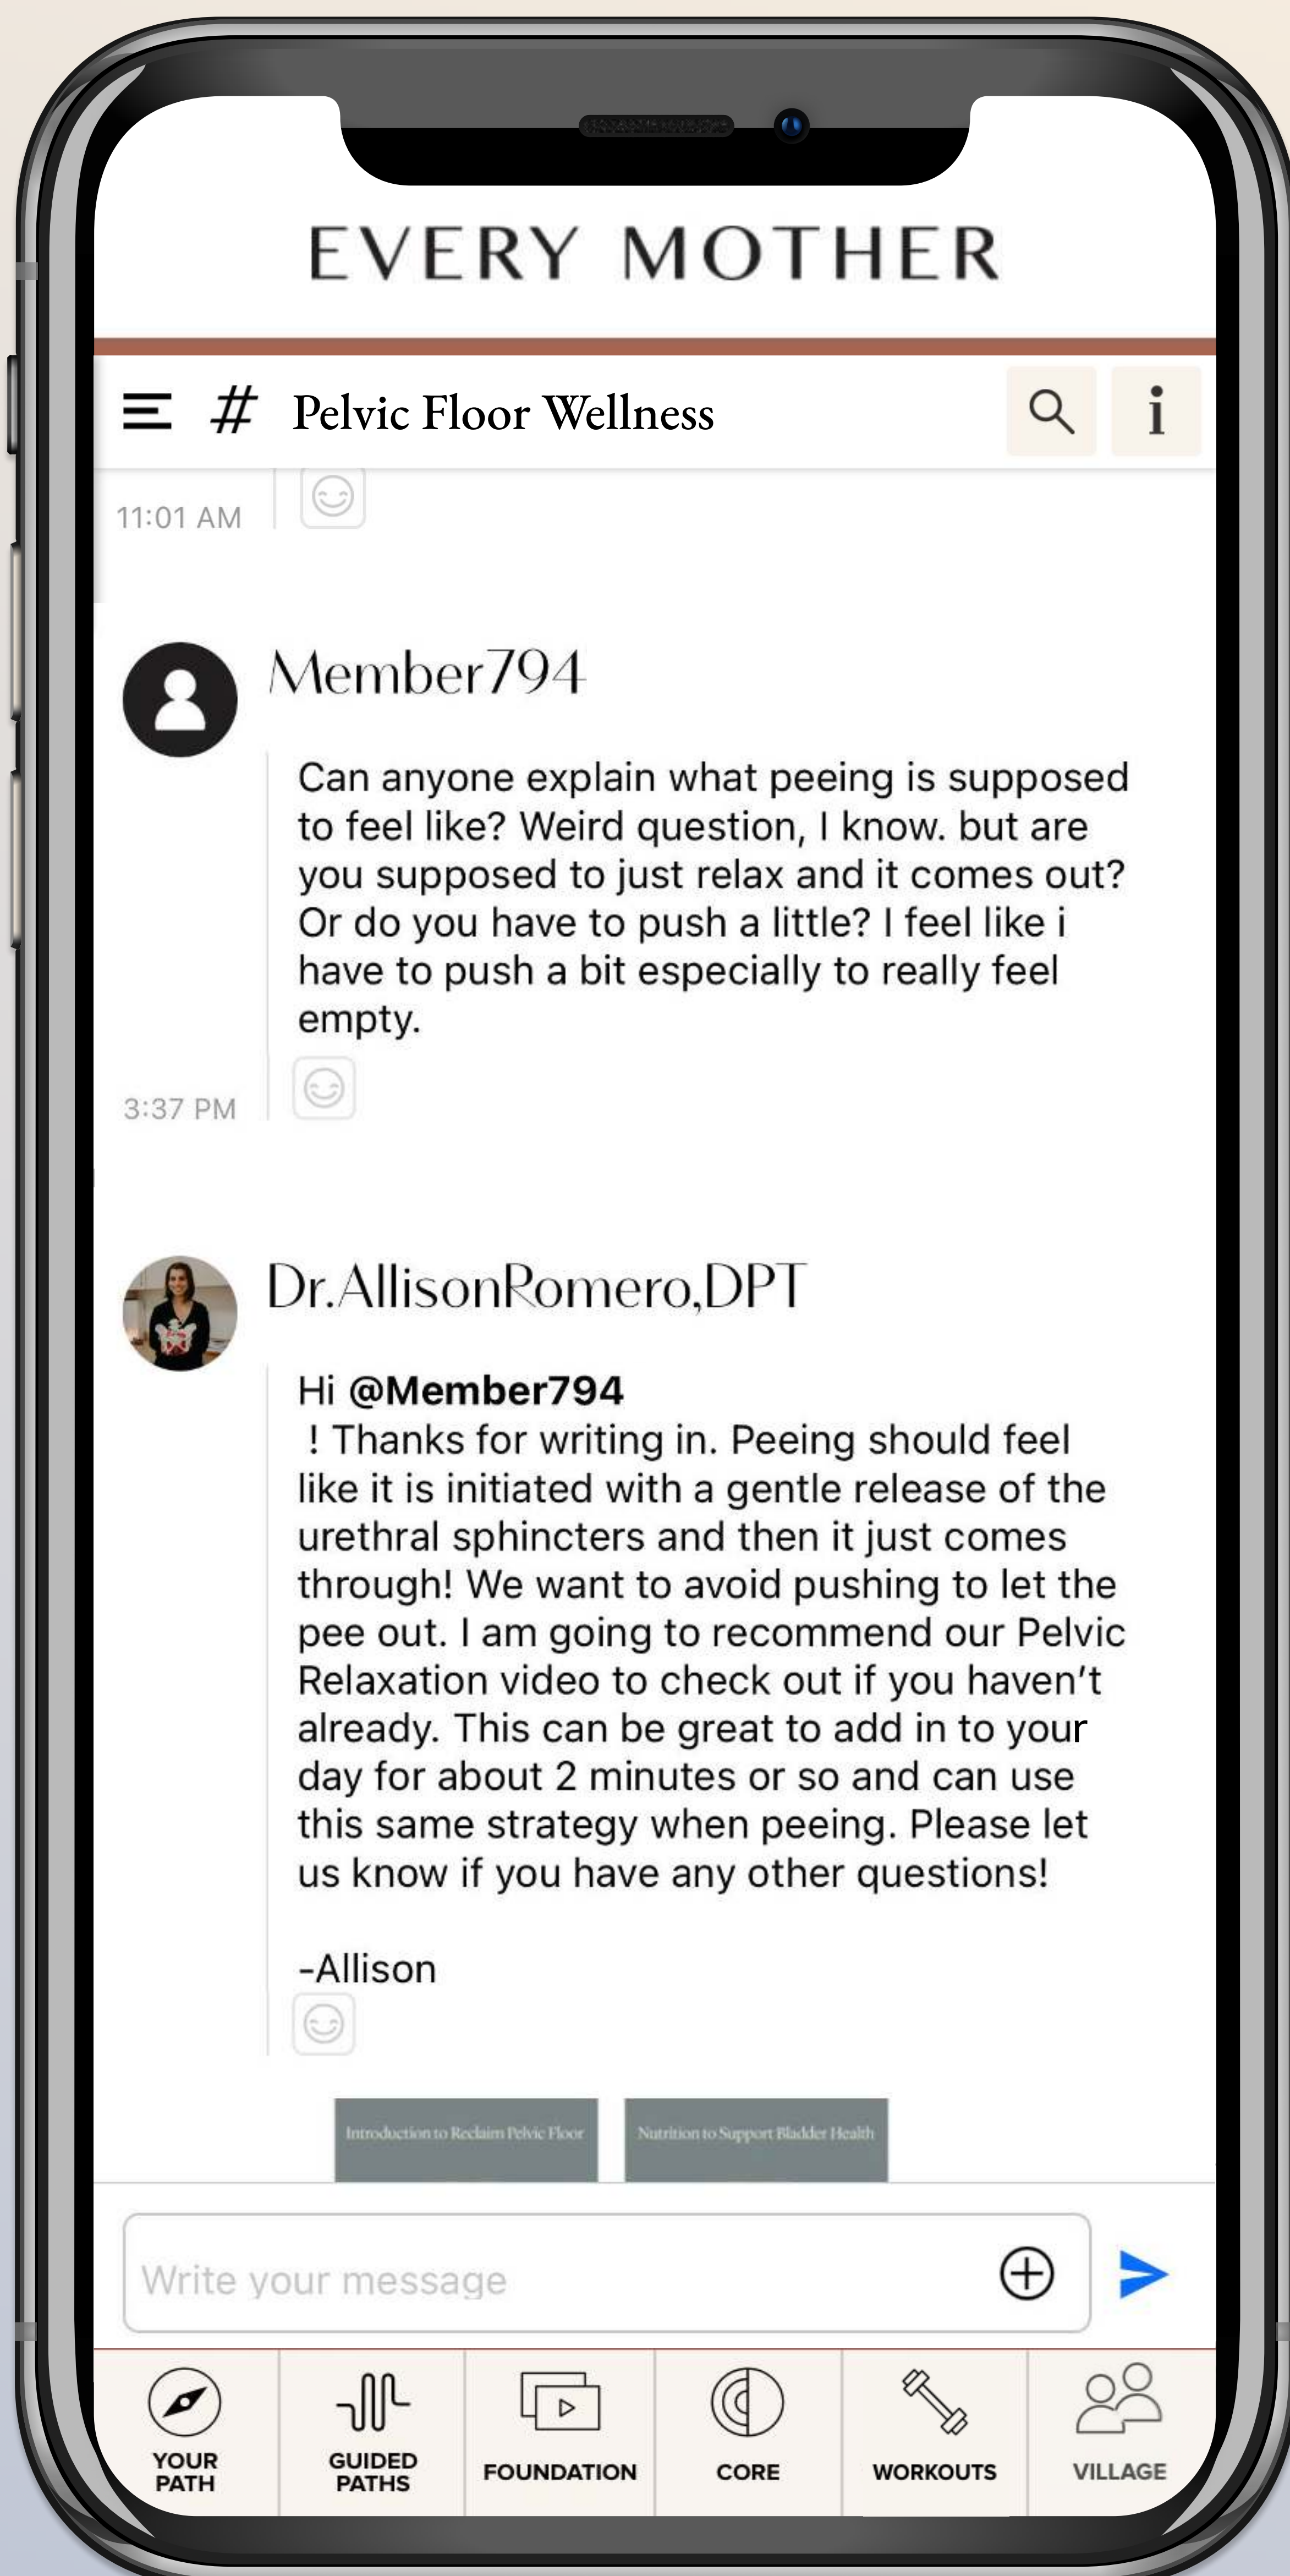 EVERY MOTHER
# Pelvic Floor Wellness
11:01 AM
Member794
Can anyone explain what peeing is supposed
to feel like? Weird question, I know. but are
you supposed to just relax and it comes out?
Or do you have to push a little? I feel like i
have to push a bit especially to really feel
empty.
3:37 PM
Dr.AllisonRomero,DPT
Hi @Member794
! Thanks for writing in. Peeing should feel
like it is initiated with a gentle release of the
urethral sphincters and then it just comes
through! We want to avoid pushing to let the
pee out. I am going to recommend our Pelvic
Relaxation video to check out if you haven't
already. This can be great to add in to your
day for about 2 minutes or so and can use
this same strategy when peeing. Please let
us know if you have any other questions!
-Allison
Introduction to Reclaim Pelvic Floor
Nutrition to Support Bladder Health
Write your message
YOUR
PATH
GUIDED
PATHS
FOUNDATION
CORE
WORKOUTS
VILLAGE